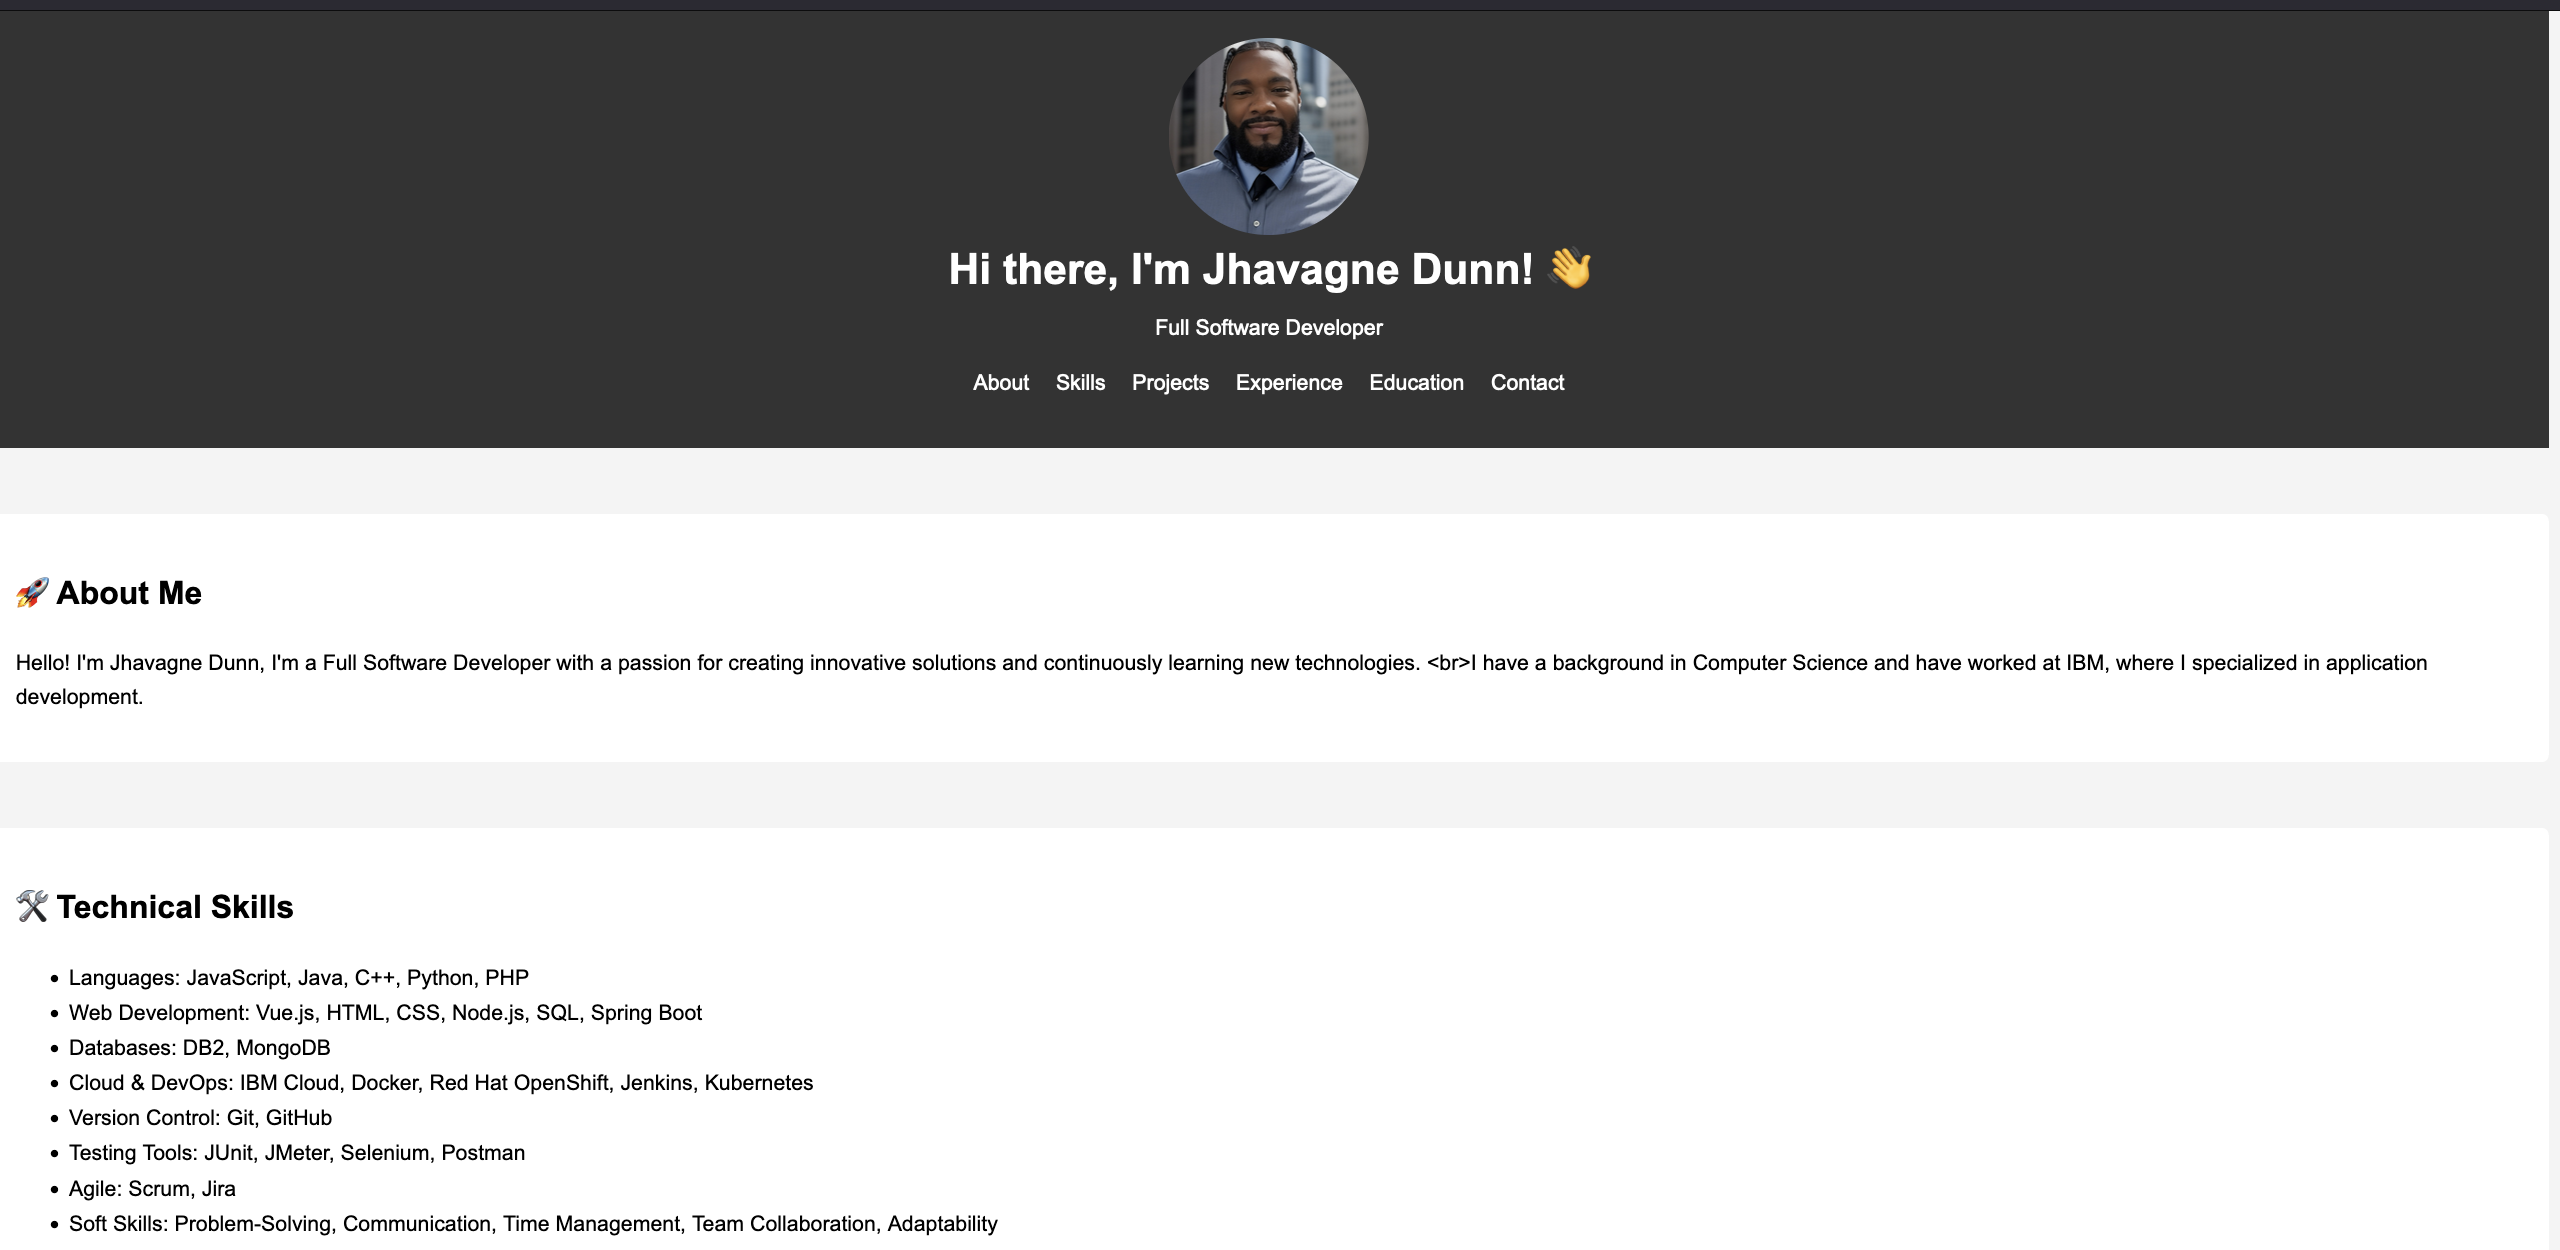 Hi there, I'm Jhavagne Dunn! 👋
Full Software Developer
About Skills Projects Experience Education Contact
🚀 About Me
Hello! I'm Jhavagne Dunn, I'm a Full Software Developer with a passion for creating innovative solutions and continuously learning new technologies. <br>I have a background in Computer Science and have worked at IBM, where I specialized in application
development.
🛠️ Technical Skills
• Languages: JavaScript, Java, C++, Python, PHP
• Web Development: Vue.js, HTML, CSS, Node.js, SQL, Spring Boot
• Databases: DB2, MongoDB
• Cloud & DevOps: IBM Cloud, Docker, Red Hat OpenShift, Jenkins, Kubernetes
• Version Control: Git, GitHub
• Testing Tools: JUnit, JMeter, Selenium, Postman
• Agile: Scrum, Jira
• Soft Skills: Problem-Solving, Communication, Time Management, Team Collaboration, Adaptability